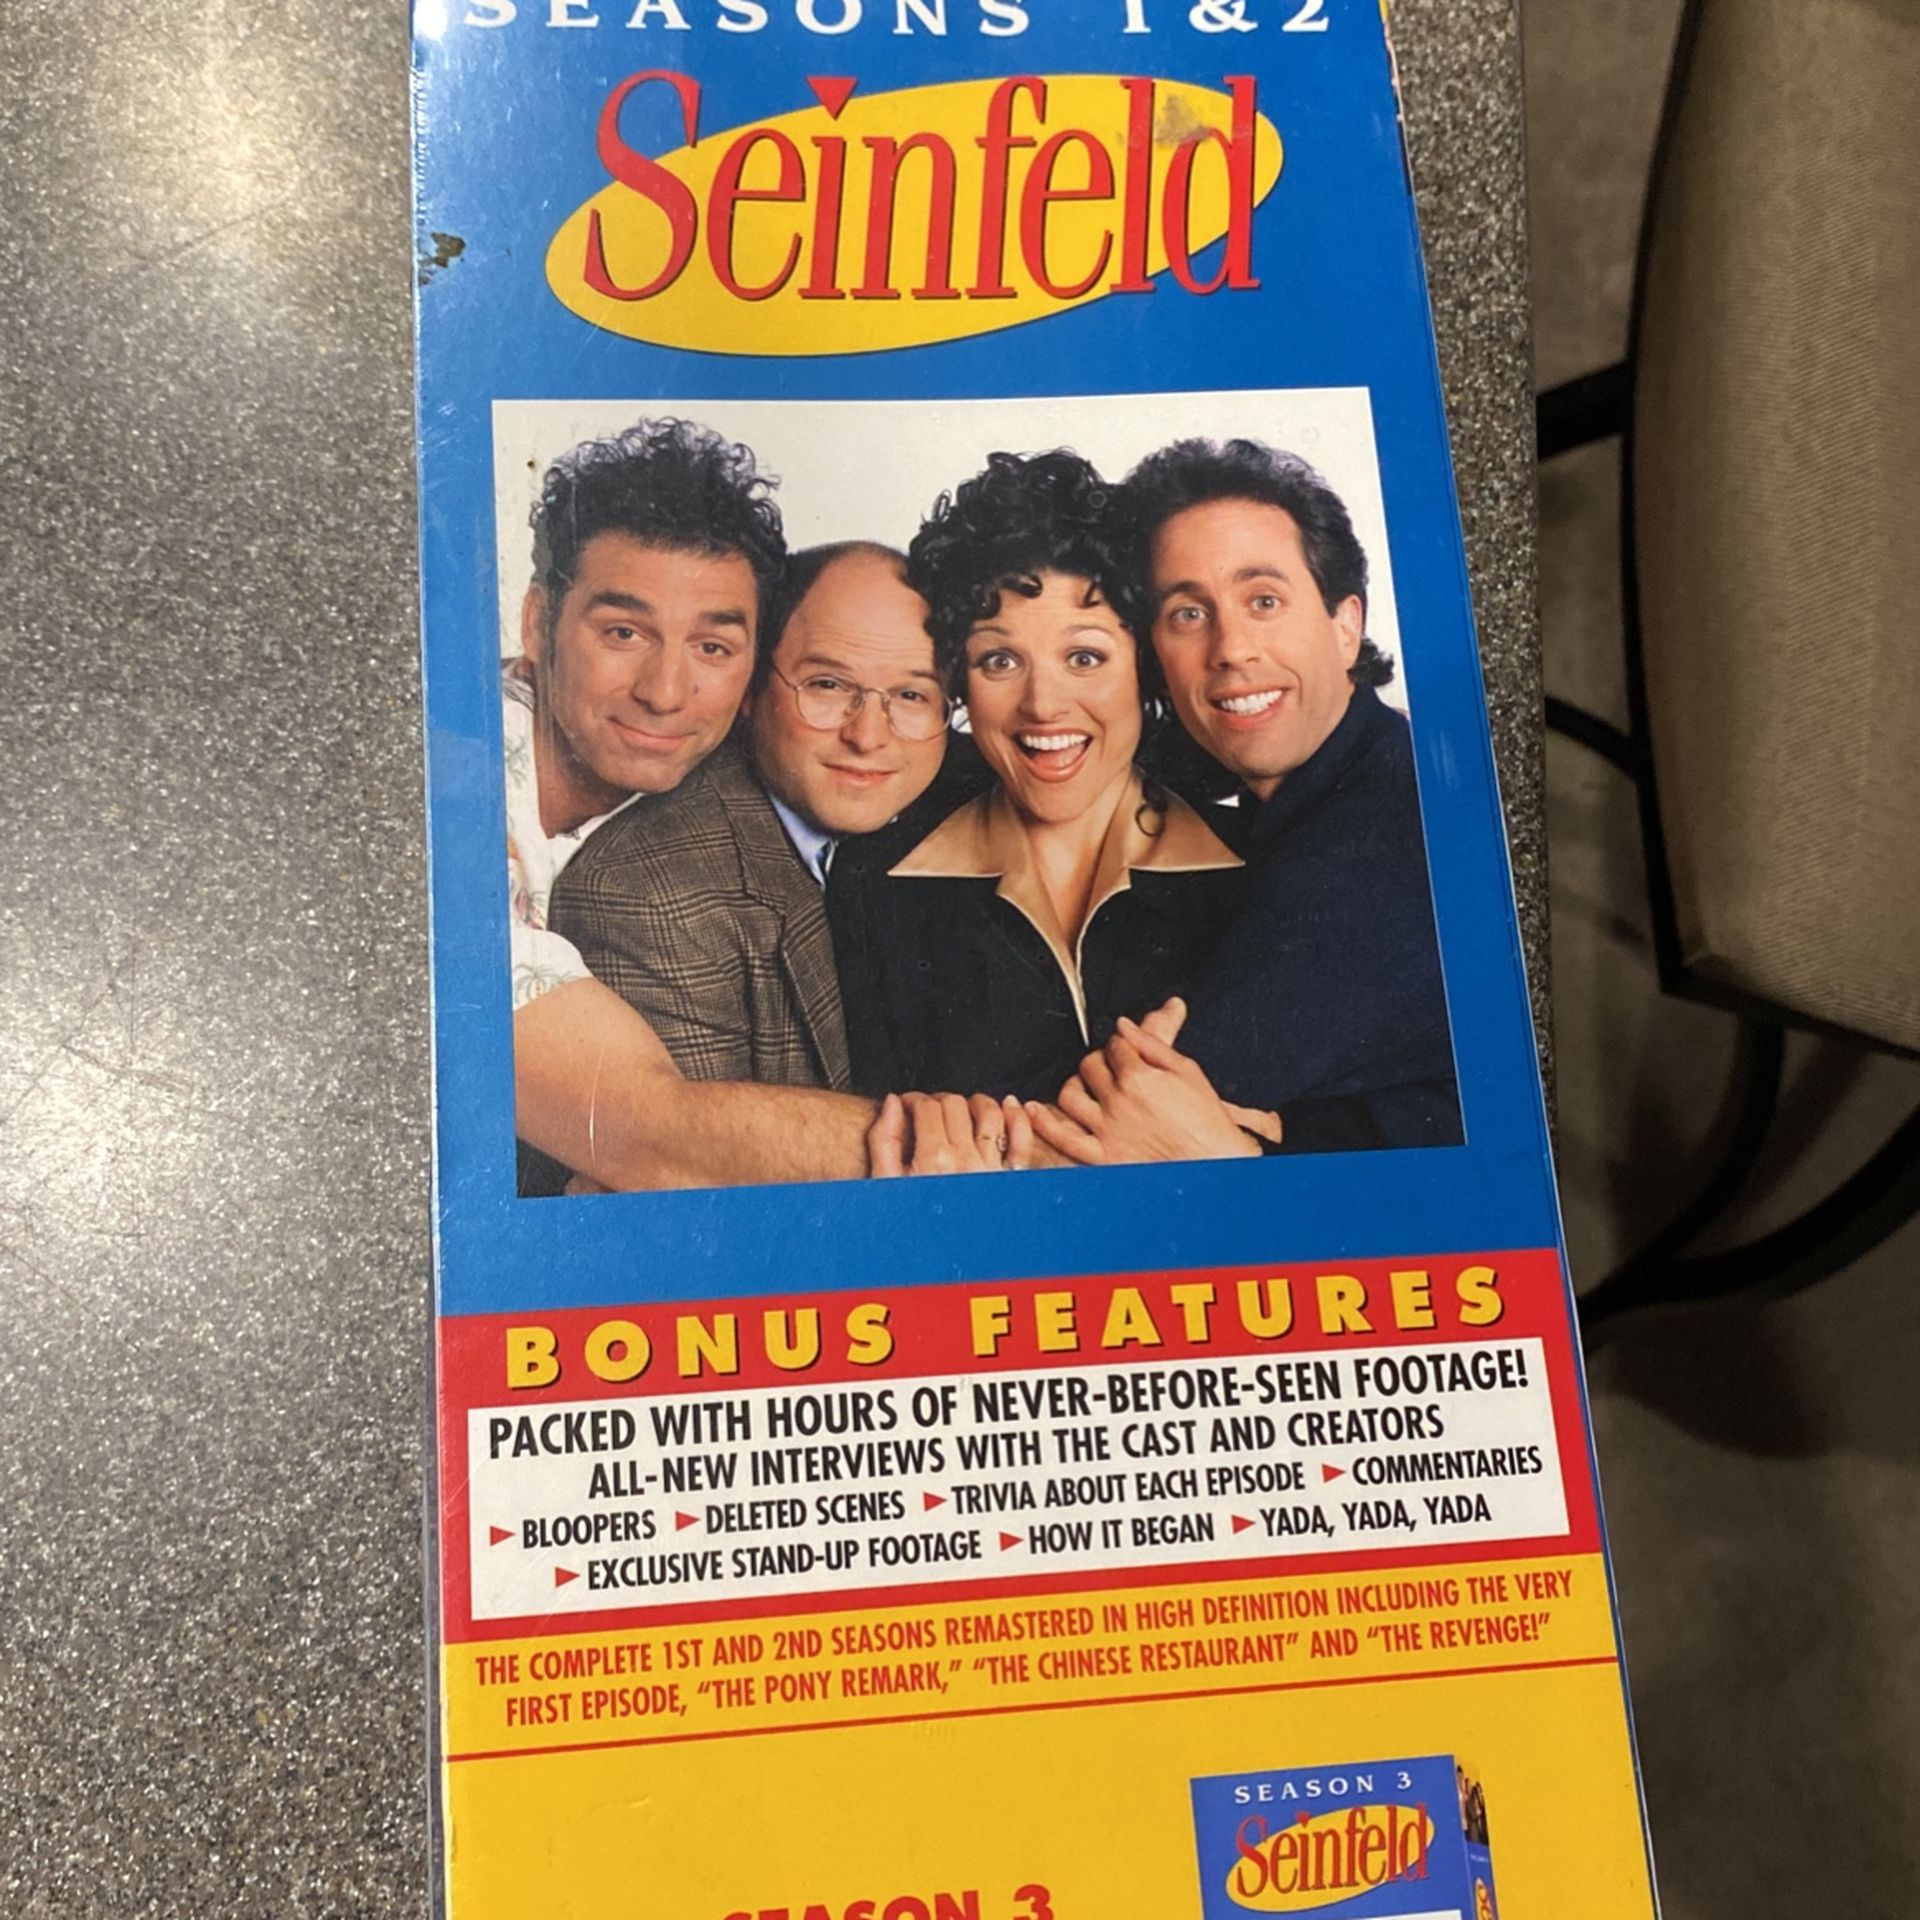 SEASONS 1 & 2
Seinfeld
BONUS FEATURES
PACKED WITH HOURS OF NEVER-BEFORE-SEEN FOOTAGE!
ALL-NEW INTERVIEWS WITH THE CAST AND CREATORS
►BLOOPERS ►DELETED SCENES ►TRIVIA ABOUT EACH EPISODE ►COMMENTARIES
►EXCLUSIVE STAND-UP FOOTAGE ►HOW IT BEGAN ►YADA, YADA, YADA
THE COMPLETE 1ST AND 2ND SEASONS REMASTERED IN HIGH DEFINITION INCLUDING THE VERY
FIRST EPISODE, "THE PONY REMARK," "THE CHINESE RESTAURANT" AND "THE REVENGE!"
SEASON 3
Seinfeld
SEASON 3